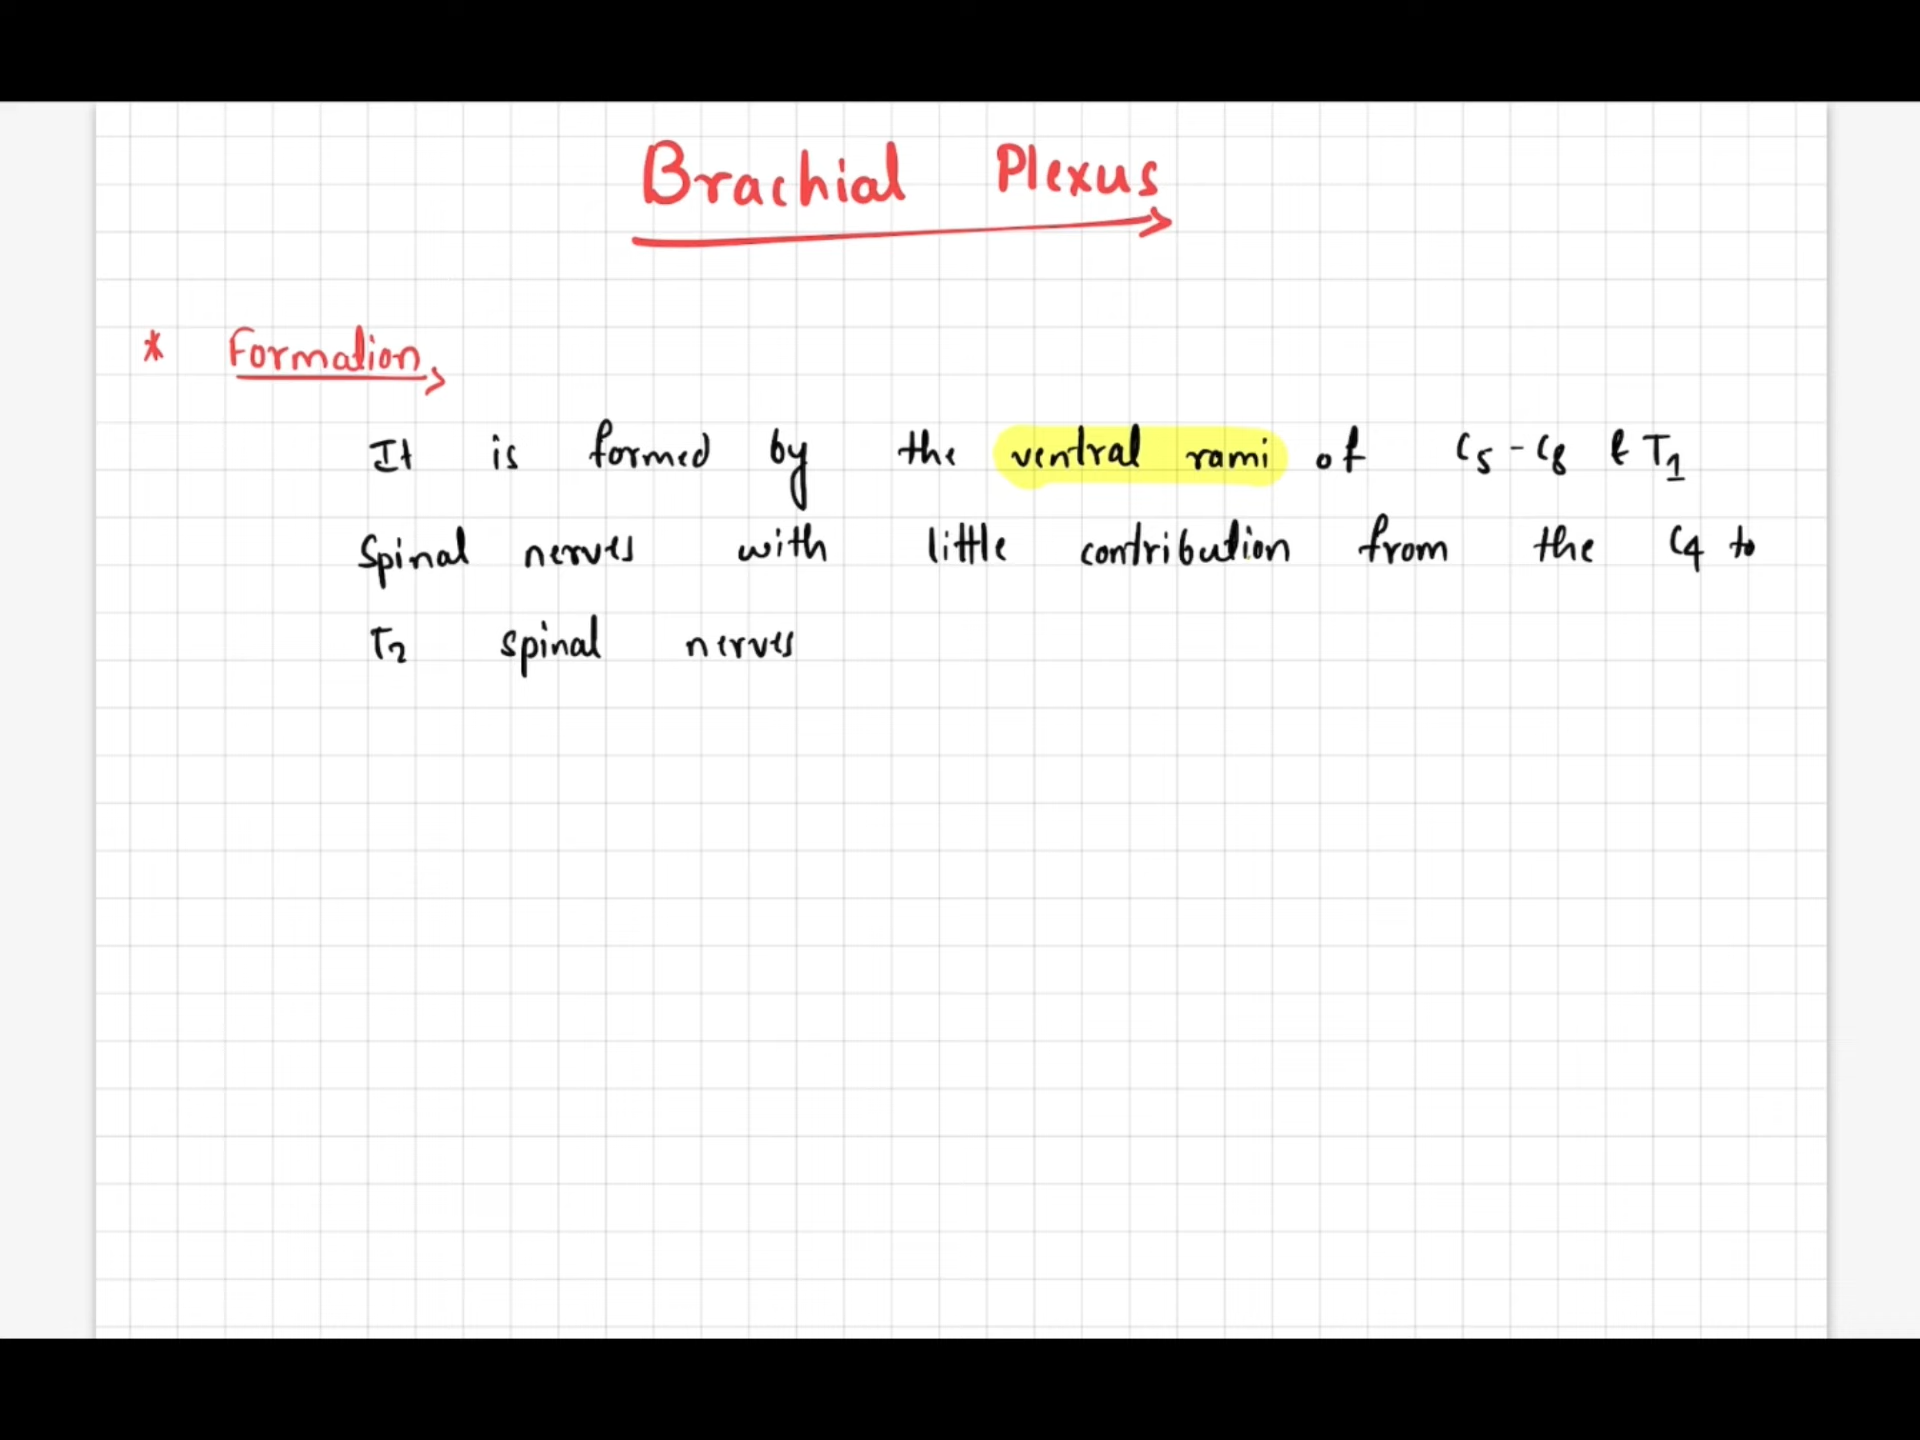 Brachial Plexus
* Formation
It is formed by the ventral rami of C5 - C8 & T1
Spinal nerves with little contribution from the C4 to
T2 spinal nerves